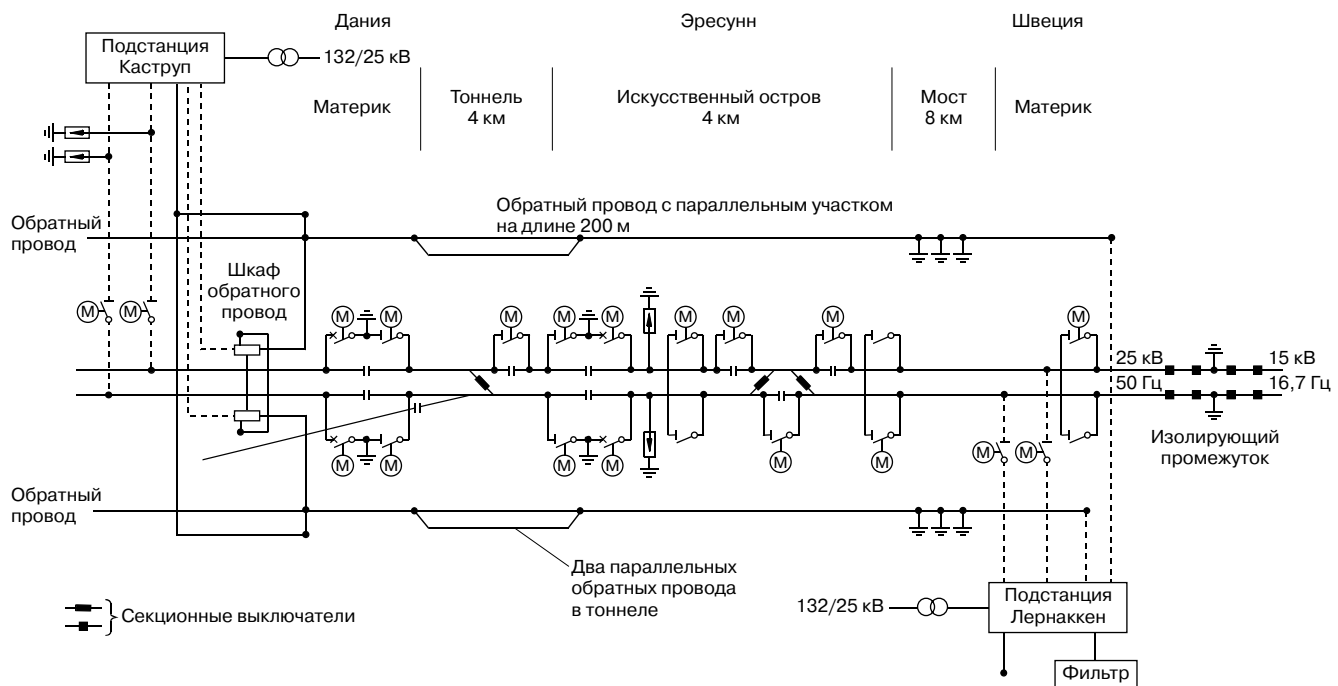 Дания
Эресунн
Швеция
Подстанция
Каструп
132/25 кВ
Материк
Тоннель
4 км
Искусственный остров
4 км
Мост
8 км
Материк
Обратный
провод
Обратный провод с параллельным участком
на длине 200 м
Шкаф
обратного
провод
M
M
M
M
M
M
M
M
M
M
M
25 кВ
15 кВ
50 Гц
16,7 Гц
M
M
M
M
M
M
M
M
Изолирующий
промежуток
Обратный
провод
Два параллельных
обратных провода
в тоннеле
Секционные выключатели
132/25 кВ
Подстанция
Лернаккен
Фильтр